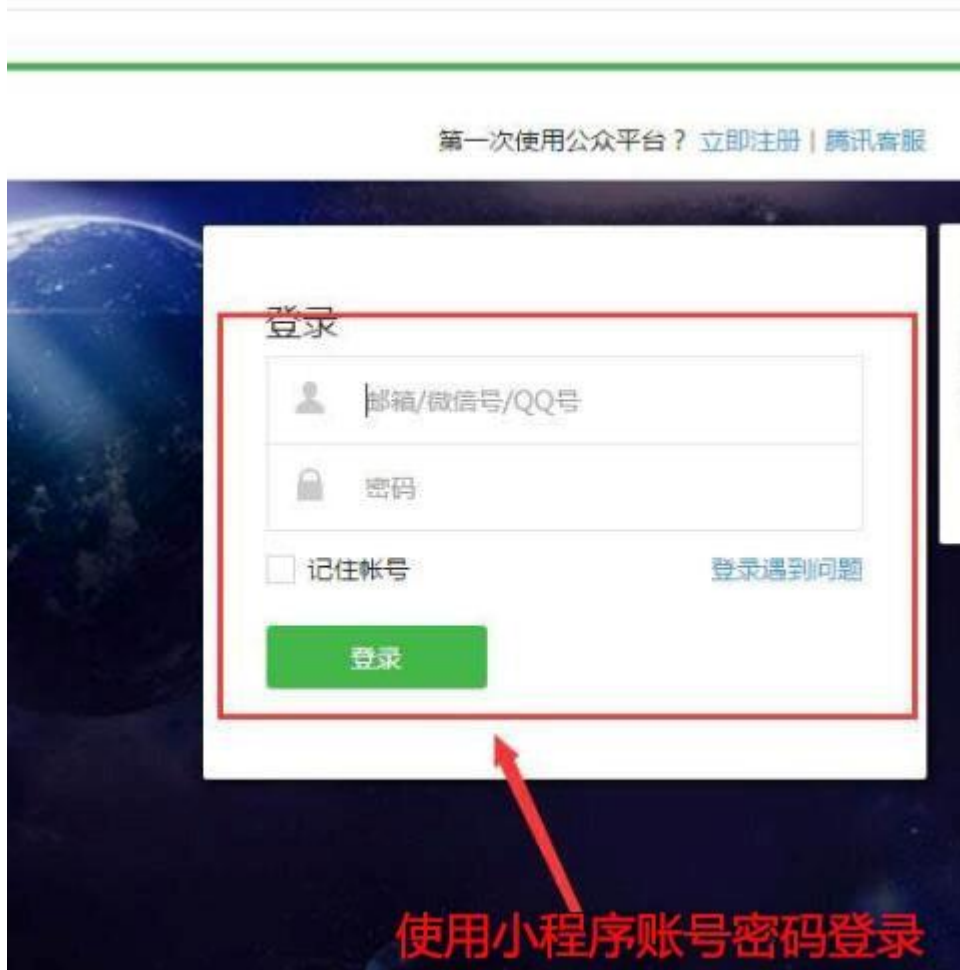 第一次使用公众平台？ 立即注册 | 腾讯客服
登录
邮箱/微信号/QQ号
密码
记住帐号 登录遇到问题
登录
使用小程序账号密码登录